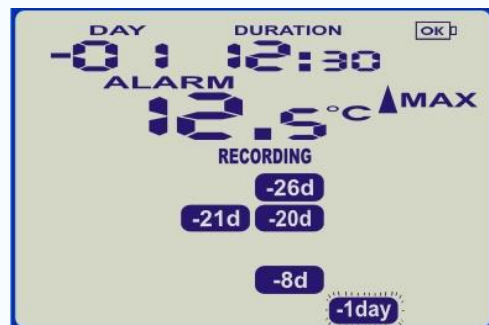 DAY DURATION OK
-01 12:30
ALARM
12.5°C MAX
RECORDING
-26d
-21d -20d
-8d
-1day